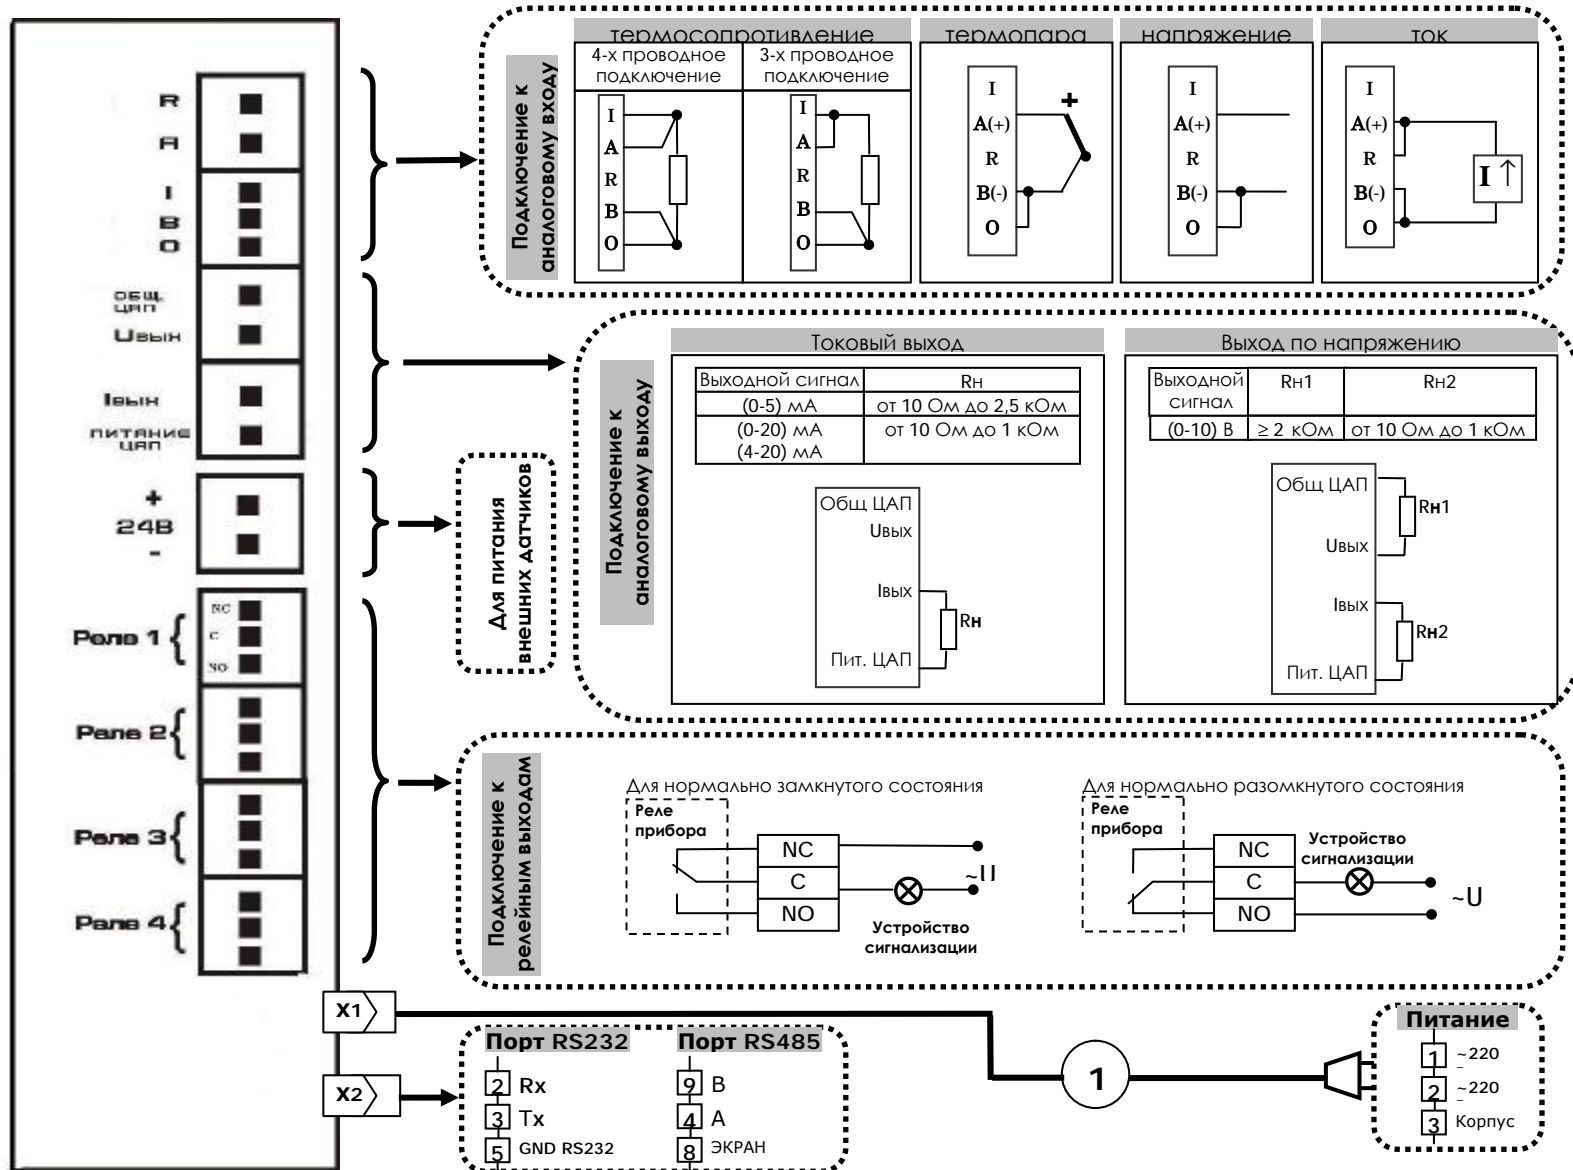 R
A
I
B
O
ОБЩ.
ЦАП
Uвых
Iвых
ПИТАНИЕ
ЦАП
+
24В
-
Реле 1
NC
C
NO
Реле 2
Реле 3
Реле 4
X1
X2
Подключение к
аналоговому входу
термосопротивление
4-х проводное
подключение
3-х проводное
подключение
I
A
R
B
O
I
A
R
B
O
термопара
I
A(+)
R
B(-)
O
+
напряжение
I
A(+)
R
B(-)
O
ток
I
A(+)
R
B(-)
O
I ↑
Подключение к
аналоговому выходу
Токовый выход
Выходной сигнал Rн
(0-5) мА от 10 Ом до 2,5 кОм
(0-20) мА от 10 Ом до 1 кОм
(4-20) мА
Общ ЦАП
Uвых
Iвых
Пит. ЦАП
Rн
Выход по напряжению
Выходной Rн1 Rн2
сигнал
(0-10) В ≥ 2 кОм от 10 Ом до 1 кОм
Общ ЦАП
Uвых
Iвых
Пит. ЦАП
Rн1
Rн2
Для питания
внешних датчиков
Подключение к
релейным выходам
Для нормально замкнутого состояния
Реле
прибора
NC
C
NO
~U
Устройство
сигнализации
Для нормально разомкнутого состояния
Реле
прибора
NC
C
NO
Устройство
сигнализации
~U
1
Питание
1 ~220
2 ~220
3 Корпус
Порт RS232
2 Rx
3 Tx
5 GND RS232
Порт RS485
9 B
4 A
8 ЭКРАН